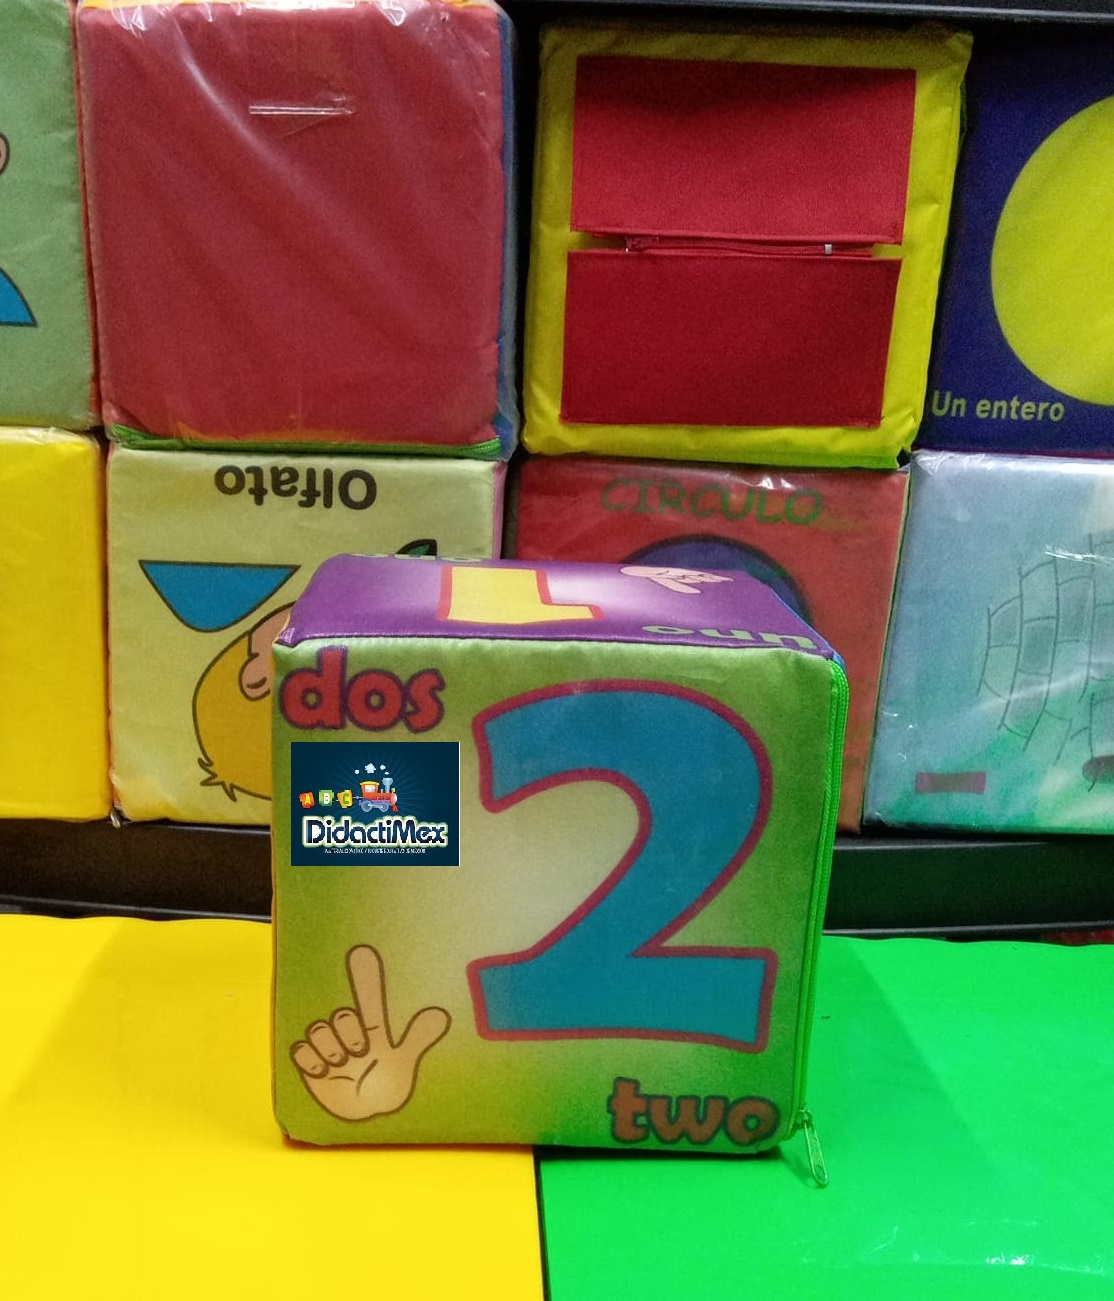 Un entero
Olfato
CIRCULO
1
uno
dos
2
A B C
DidactiMex
two